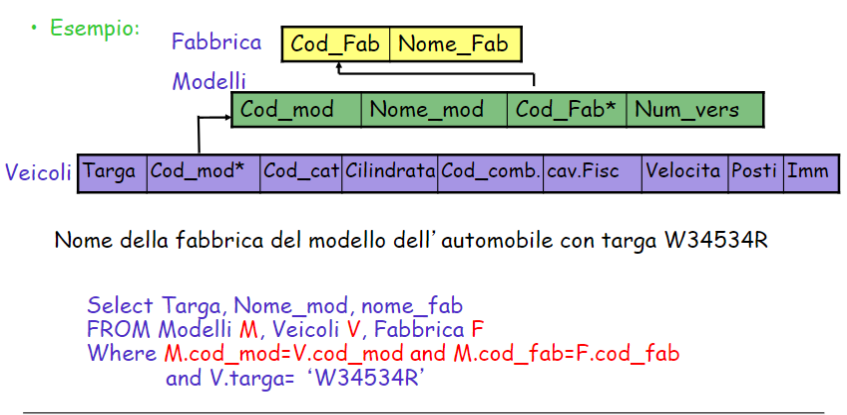 • Esempio:
Fabbrica Cod_Fab Nome_Fab
Modelli
Cod_mod Nome_mod Cod_Fab* Num_vers
Veicoli Targa Cod_mod* Cod_cat Cilindrata Cod_comb. cav.Fisc Velocita Posti Imm
Nome della fabbrica del modello dell’automobile con targa W34534R
Select Targa, Nome_mod, nome_fab
FROM Modelli M, Veicoli V, Fabbrica F
Where M.cod_mod=V.cod_mod and M.cod_fab=F.cod_fab
and V.targa= ‘W34534R’